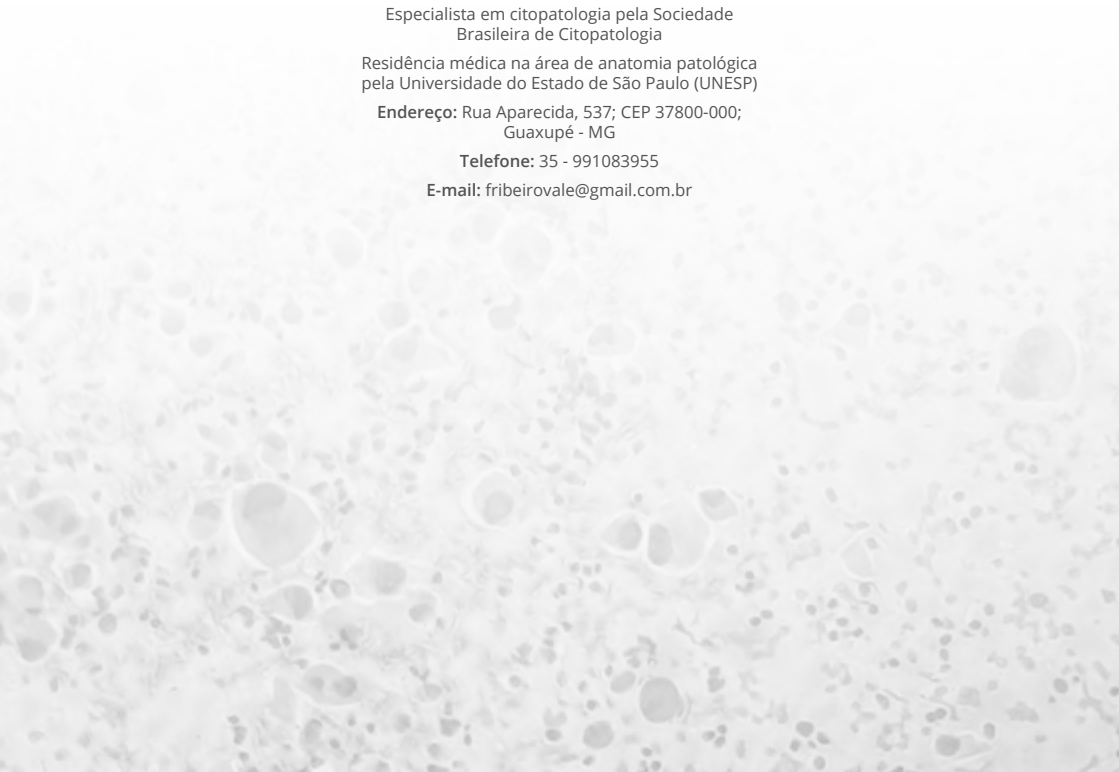 Especialista em citopatologia pela Sociedade
Brasileira de Citopatologia
Residência médica na área de anatomia patológica
pela Universidade do Estado de São Paulo (UNESP)
Endereço: Rua Aparecida, 537; CEP 37800-000;
Guaxupé - MG
Telefone: 35 - 991083955
E-mail: fribeirovale@gmail.com.br